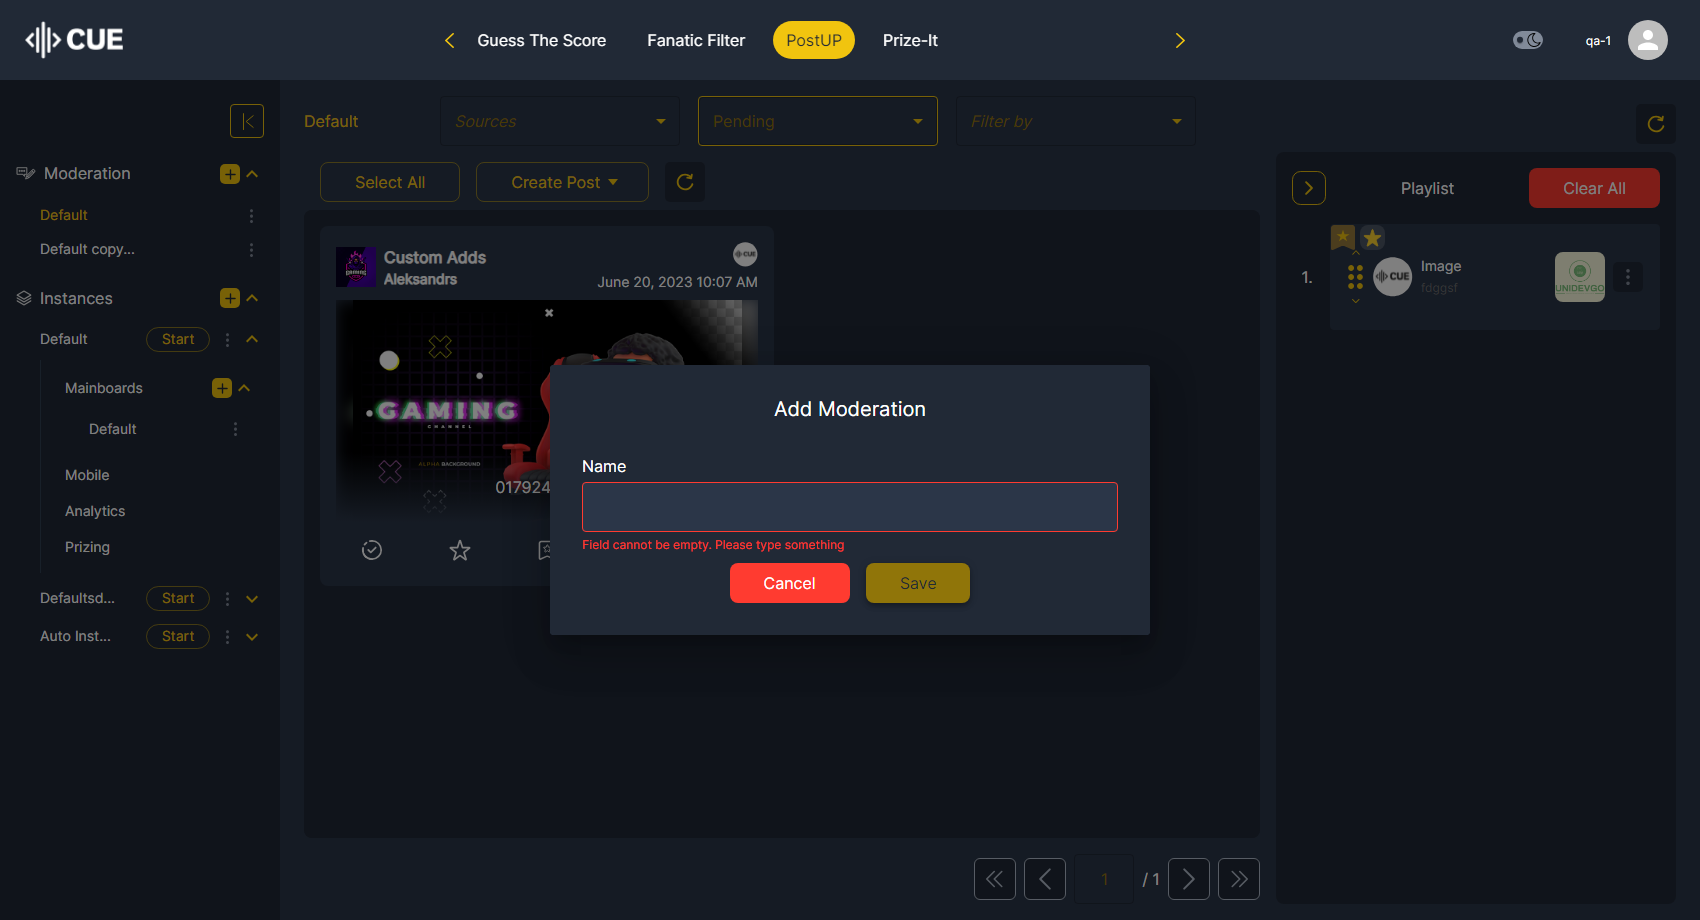 CUE
Guess The Score
Fanatic Filter
PostUP
Prize-It
qa-1
Moderation
Default
Default copy...
Instances
Default
Start
Mainboards
Default
Mobile
Analytics
Prizing
Defaultsd...
Start
Auto Inst...
Start
Default
Sources
Pending
Filter by
Select All
Create Post
Custom Adds
Aleksandrs
CUE
June 20, 2023 10:07 AM
GAMING
GAMING
CHANNEL
ALPHA BACKGROUND
017924
Add Moderation
Name
Field cannot be empty. Please type something
Cancel
Save
Playlist
Clear All
1.
CUE
Image
fdggsf
UNIDEVGO
1
/ 1